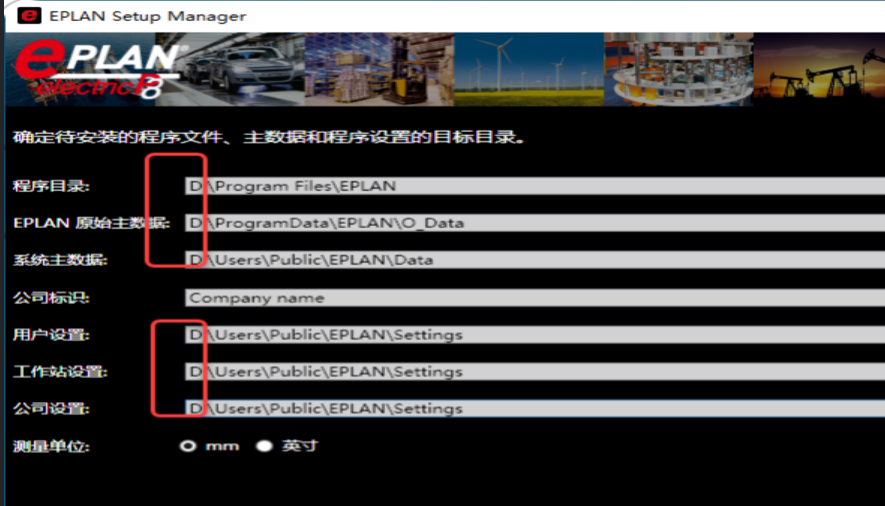 EPLAN Setup Manager
ePLAN®
electric P8
确定待安装的程序文件、主数据和程序设置的目标目录。
程序目录: D:\Program Files\EPLAN
EPLAN 原始主数据: D:\ProgramData\EPLAN\O_Data
系统主数据: D:\Users\Public\EPLAN\Data
公司标识: Company name
用户设置: D:\Users\Public\EPLAN\Settings
工作站设置: D:\Users\Public\EPLAN\Settings
公司设置: D:\Users\Public\EPLAN\Settings
测量单位: mm 英寸